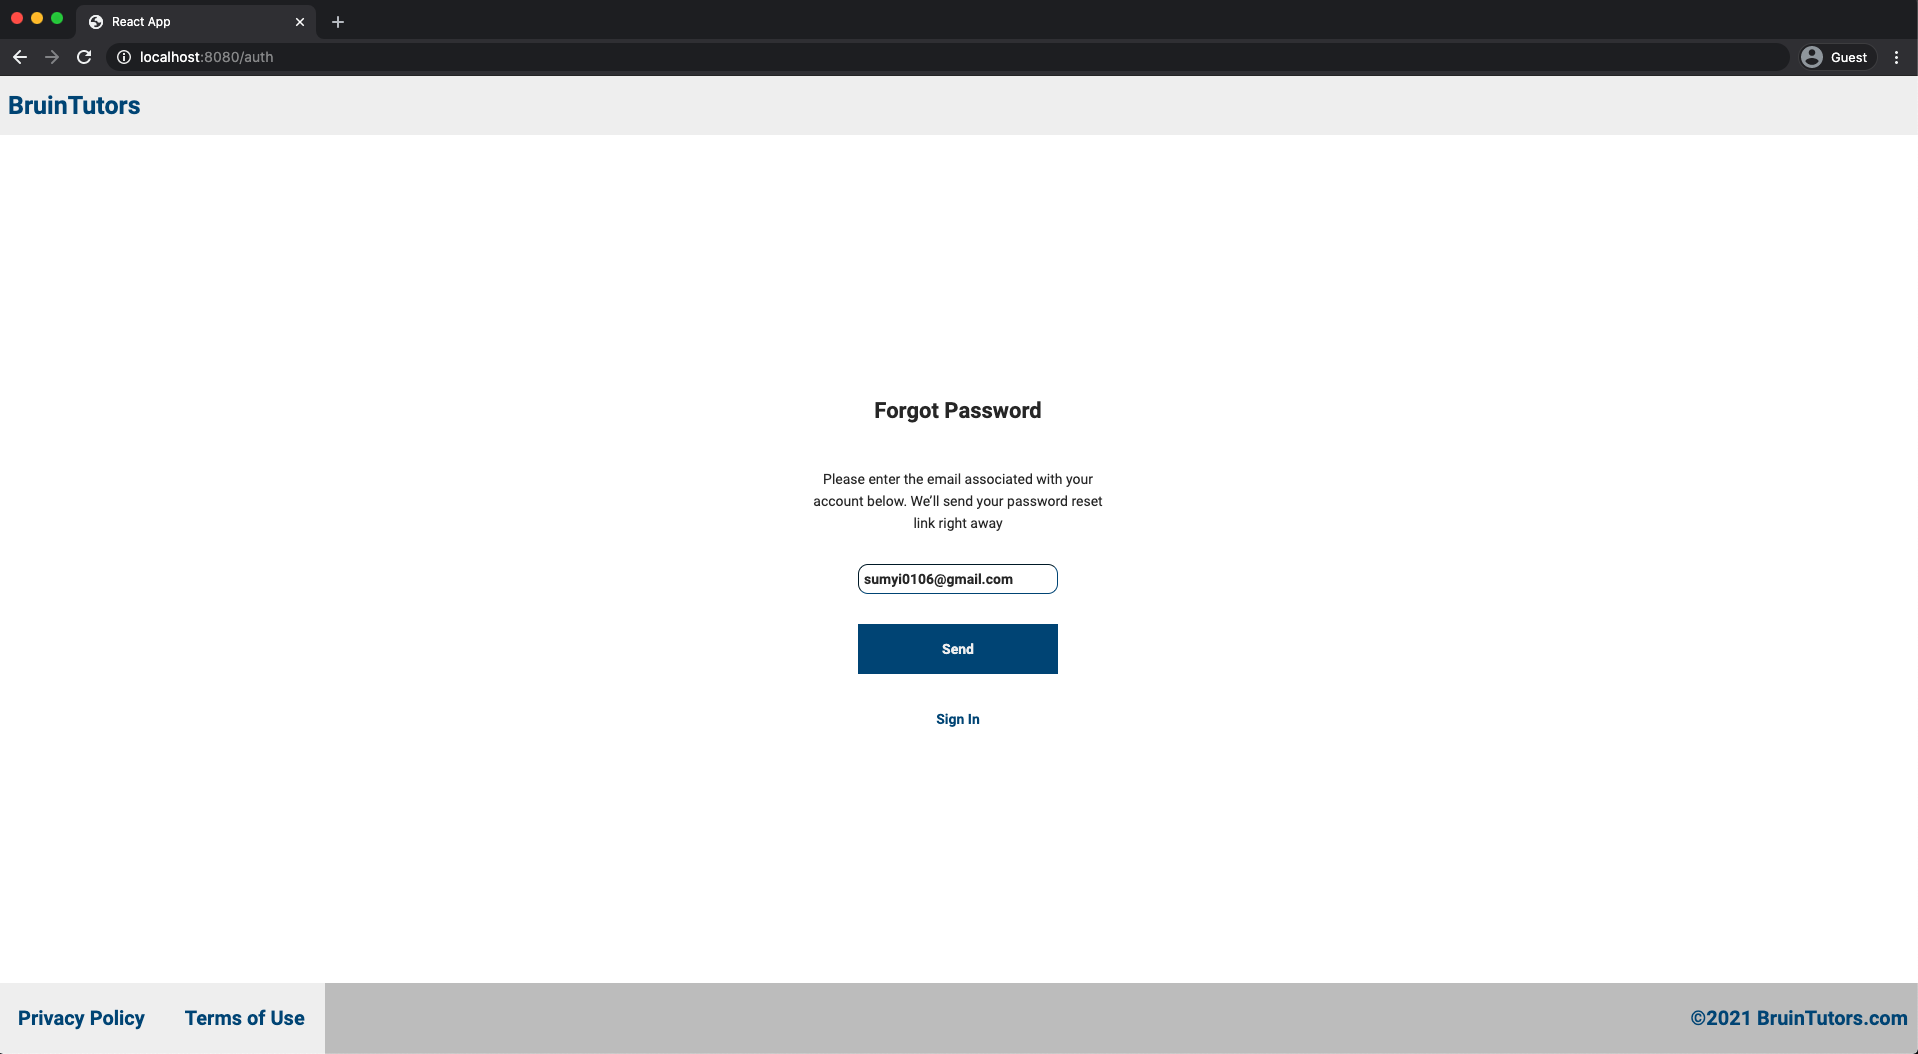 React App
localhost:8080/auth
Guest
BruinTutors
Forgot Password
Please enter the email associated with your
account below. We'll send your password reset
link right away
sumyi0106@gmail.com
Send
Sign In
Privacy Policy
Terms of Use
©2021 BruinTutors.com